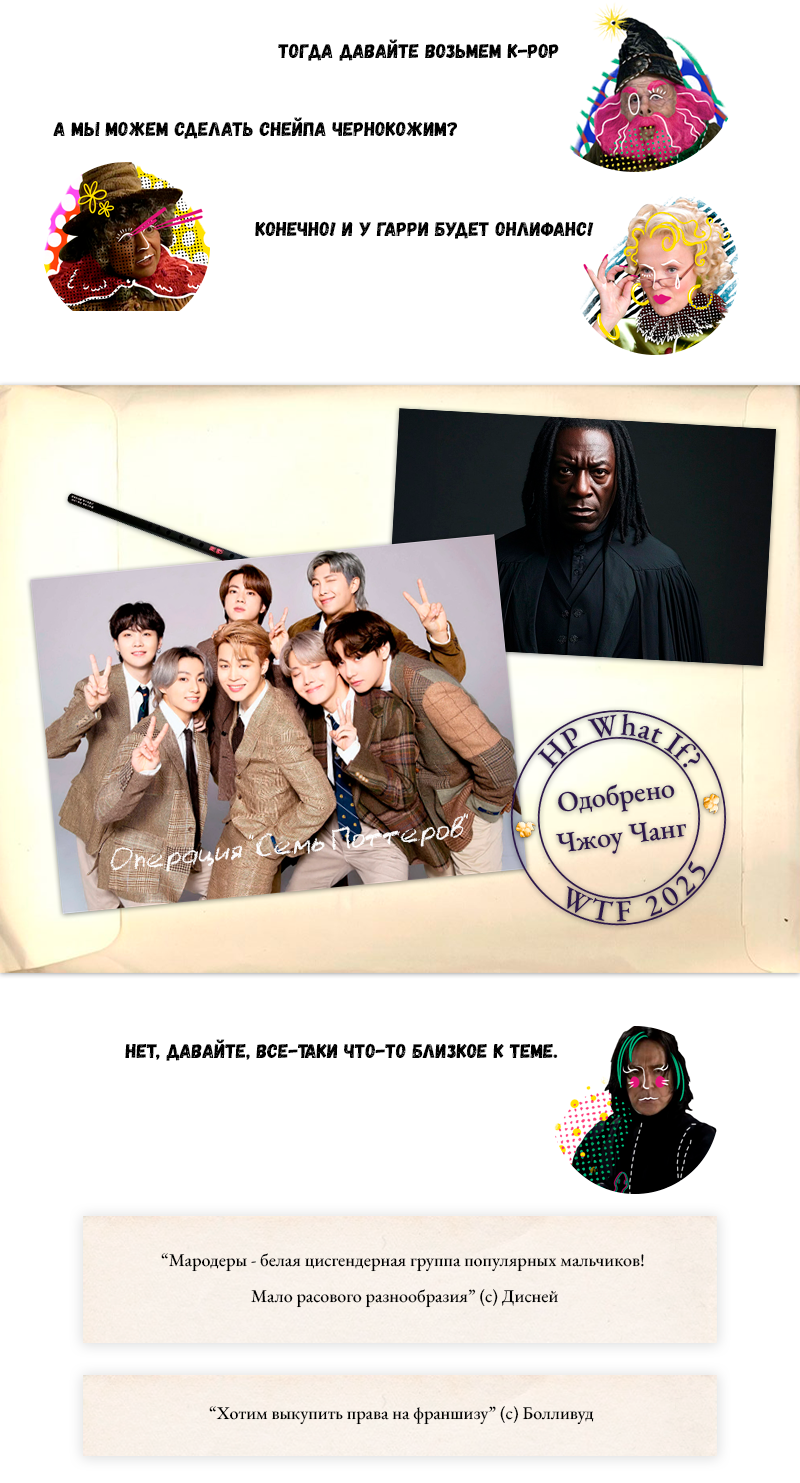 ТОГДА ДАВАЙТЕ ВОЗЬМЕМ K-POP
А МЫ МОЖЕМ СДЕЛАТЬ СНЕЙПА ЧЕРНОКОЖИМ?
КОНЕЧНО! И У ГАРРИ БУДЕТ ОНЛИФАНС!
Операция "Семь Поттеров"
HP What If?
Одобрено
Чжоу Чанг
WTF 2025
НЕТ, ДАВАЙТЕ, ВСЕ-ТАКИ ЧТО-ТО БЛИЗКОЕ К ТЕМЕ.
“Мародеры - белая цисгендерная группа популярных мальчиков!
Мало расового разнообразия” (с) Дисней
“Хотим выкупить права на франшизу” (с) Болливуд